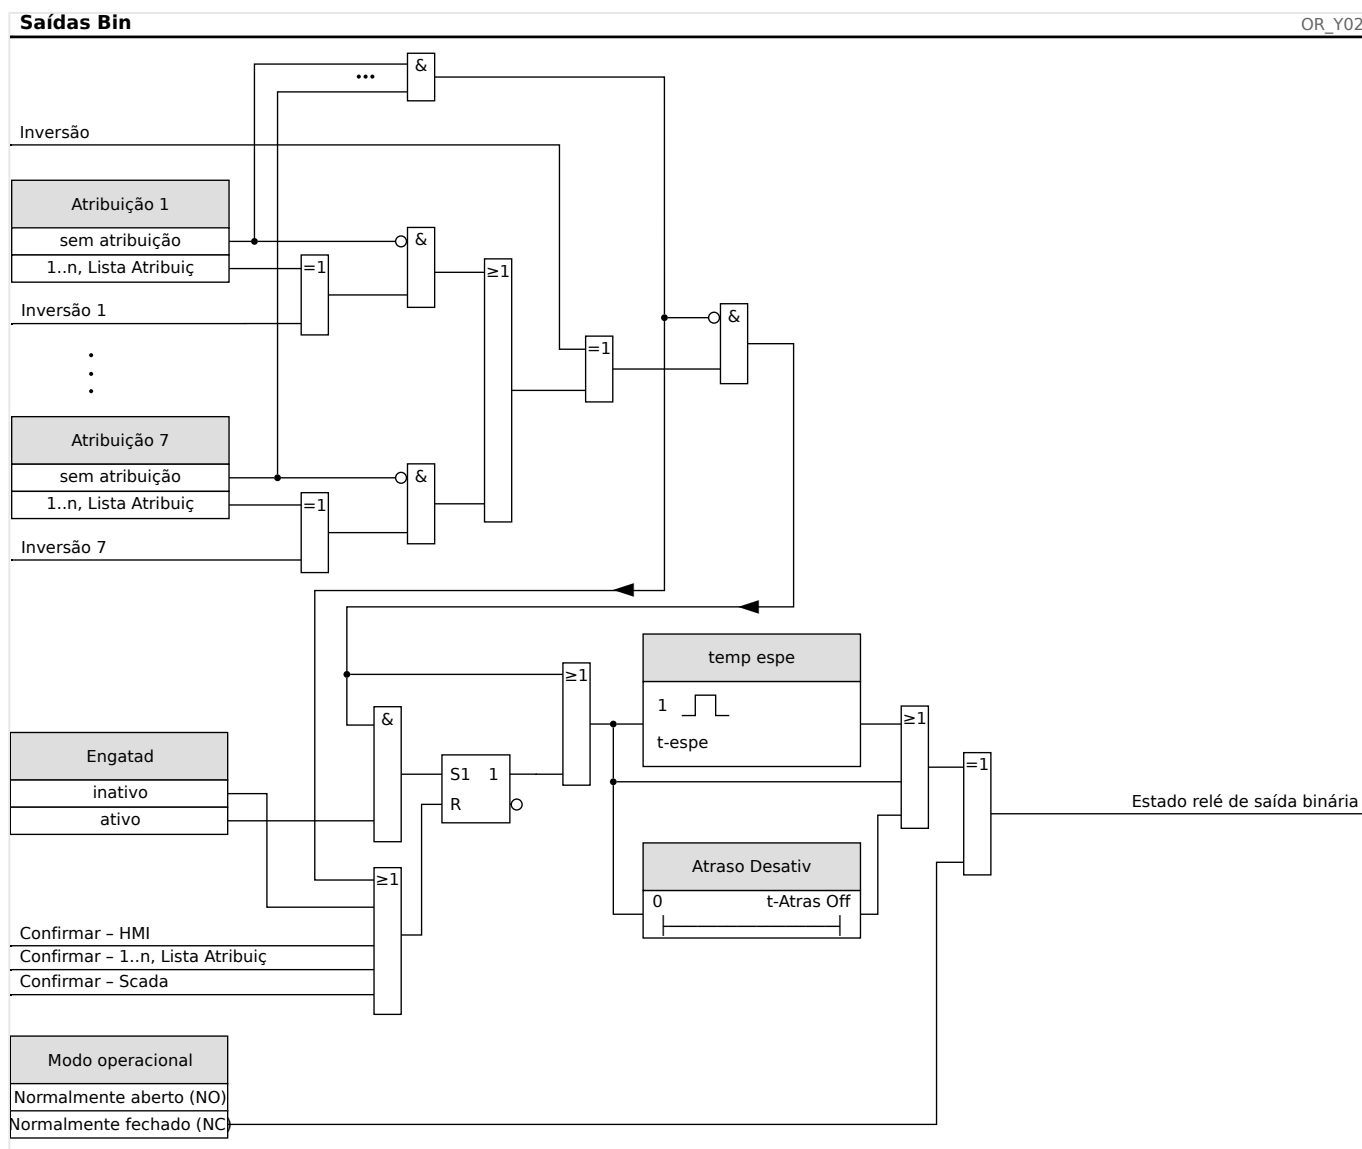 Saídas Bin
OR_Y02
&
...
Inversão
Atribuição 1
sem atribuição
&
1..n, Lista Atribuiç
=1
≥1
Inversão 1
&
=1
Atribuição 7
sem atribuição
&
1..n, Lista Atribuiç
=1
Inversão 7
temp espe
≥1
1
t-espe
&
≥1
Engatad
inativo
ativo
S1 1
R
=1
Estado relé de saída binária
Atraso Desativ
0 t-Atras Off
≥1
Confirmar – HMI
Confirmar – 1..n, Lista Atribuiç
Confirmar – Scada
Modo operacional
Normalmente aberto (NO)
Normalmente fechado (NC)